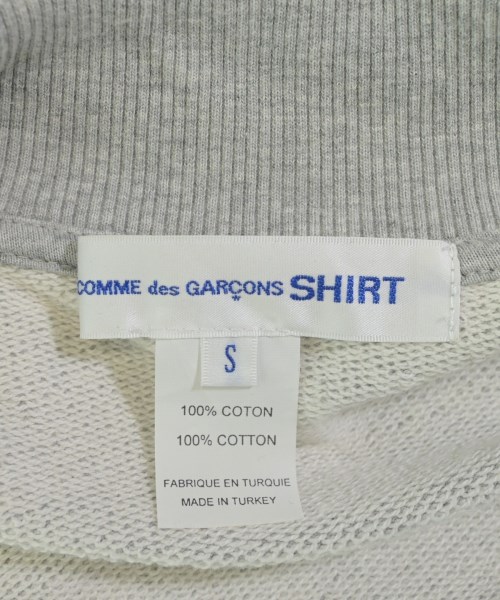 COMME des GARÇONS SHIRT
S
100% COTON
100% COTTON
FABRIQUE EN TURQUIE
MADE IN TURKEY